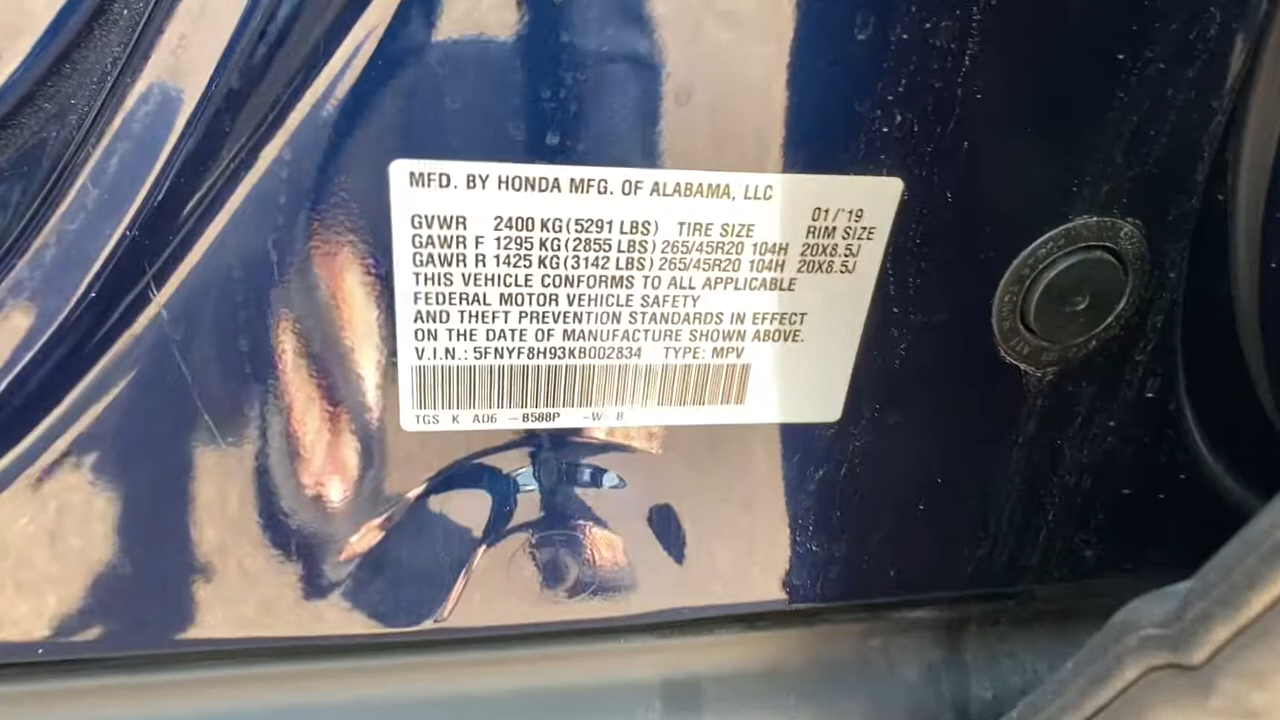 MFD. BY HONDA MFG. OF ALABAMA, LLC
01/'19
GVWR 2400 KG (5291 LBS) TIRE SIZE RIM SIZE
GAWR F 1295 KG (2855 LBS) 265/45R20 104H 20X8.5J
GAWR R 1425 KG (3142 LBS) 265/45R20 104H 20X8.5J
THIS VEHICLE CONFORMS TO ALL APPLICABLE
FEDERAL MOTOR VEHICLE SAFETY
AND THEFT PREVENTION STANDARDS IN EFFECT
ON THE DATE OF MANUFACTURE SHOWN ABOVE.
V.I.N.: 5FNYF8H93KB002834 TYPE: MPV
TGS K A06 -B588P -W- B